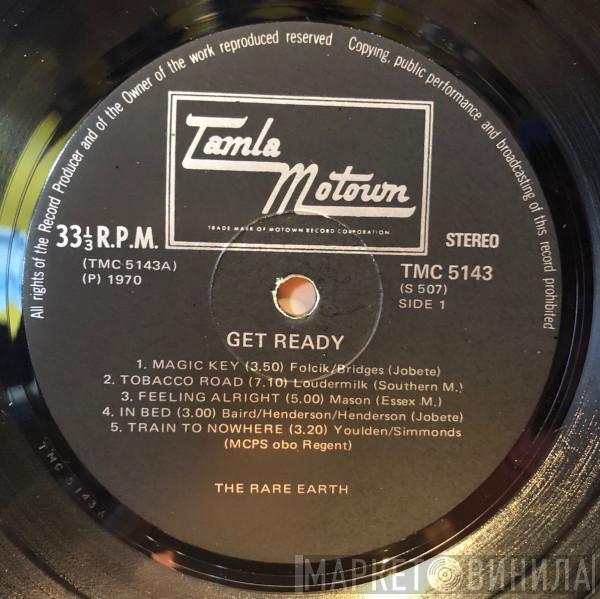 All rights of the Record Producer and of the Owner of the work reproduced reserved Copying, public performance and broadcasting of this record prohibited
Tamla
Motown
TRADE MARK OF MOTOWN RECORD CORPORATION
33⅓ R.P.M.
STEREO
(TMC·5143A)
(P) 1970
TMC 5143
(S 507)
SIDE 1
GET READY
1. MAGIC KEY (3.50) Folcik/Bridges (Jobete)
2. TOBACCO ROAD (7.10) Loudermilk (Southern M.)
3. FEELING ALRIGHT (5.00) Mason (Essex M.)
4. IN BED (3.00) Baird/Henderson/Henderson (Jobete)
5. TRAIN TO NOWHERE (3.20) Youlden/Simmonds
(MCPS obo Regent)
THE RARE EARTH
TMC 5143A
МАРКЕТ ВИНИЛА